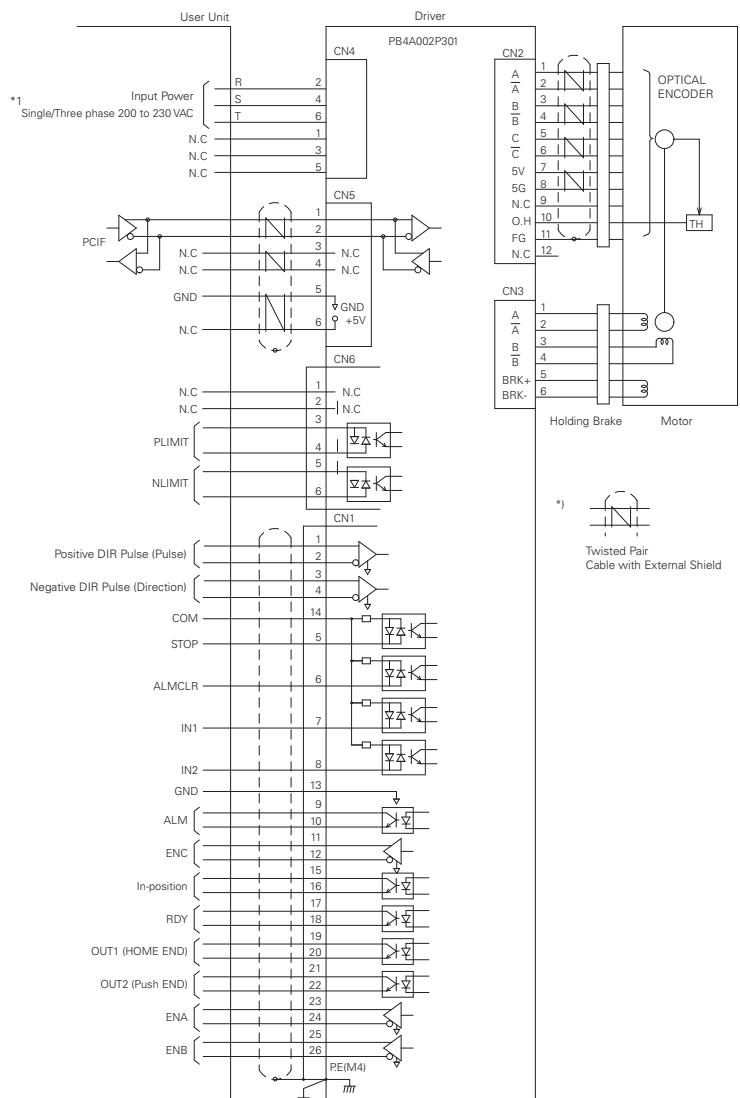 User Unit
Driver
PB4A002P301
CN4
*1
Input Power
Single/Three phase 200 to 230 VAC
R 2
S 4
T 6
N.C 1
N.C 3
N.C 5
CN5
PCIF
1
2
N.C 3 N.C
N.C 4 N.C
GND 5 GND
N.C 6 +5V
CN6
N.C 1 N.C
N.C 2 N.C
PLIMIT
3
4
NLIMIT
5
6
CN1
Positive DIR Pulse (Pulse)
1
2
Negative DIR Pulse (Direction)
3
4
COM 14
STOP 5
ALMCLR 6
IN1 7
IN2 8
GND 13
ALM
9
10
ENC
11
12
In-position
15
16
RDY
17
18
OUT1 (HOME END)
19
20
OUT2 (Push END)
21
22
ENA
23
24
ENB
25
26
P.E(M4)
CN2
A 1
A 2
B 3
B 4
C 5
C 6
5V 7
5G 8
N.C 9
O.H 10
FG 11
N.C 12
OPTICAL
ENCODER
TH
CN3
A 1
A 2
B 3
B 4
BRK+ 5
BRK- 6
Holding Brake
Motor
*)
Twisted Pair
Cable with External Shield